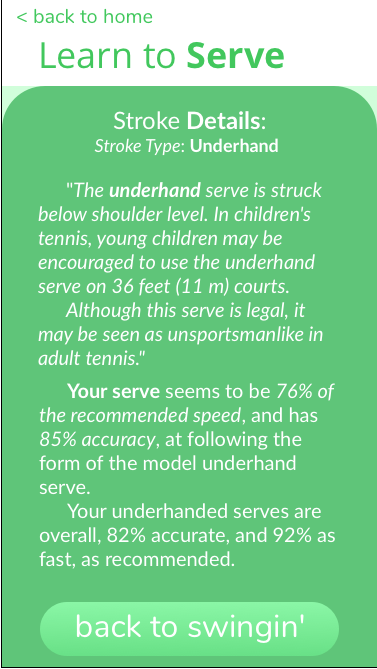 < back to home
Learn to Serve
Stroke Details:
Stroke Type: Underhand
"The underhand serve is struck
below shoulder level. In children's
tennis, young children may be
encouraged to use the underhand
serve on 36 feet (11 m) courts.
Although this serve is legal, it
may be seen as unsportsmanlike in
adult tennis."
Your serve seems to be 76% of
the recommended speed, and has
85% accuracy, at following the
form of the model underhand
serve.
Your underhanded serves are
overall, 82% accurate, and 92% as
fast, as recommended.
back to swingin'